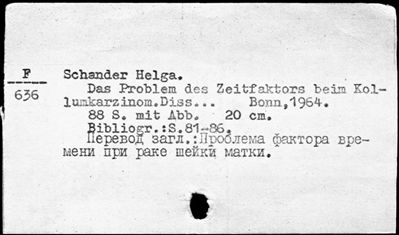 F
636
Schander Helga.
Das Problem des Zeitfaktors beim Kol-
lumkarzinom.Diss... Bonn,1964.
88 S. mit Abb. 20 cm.
Bibliogr.:S.81-86.
Перевод загл.:Проблема фактора вре-
мени при раке шейки матки.